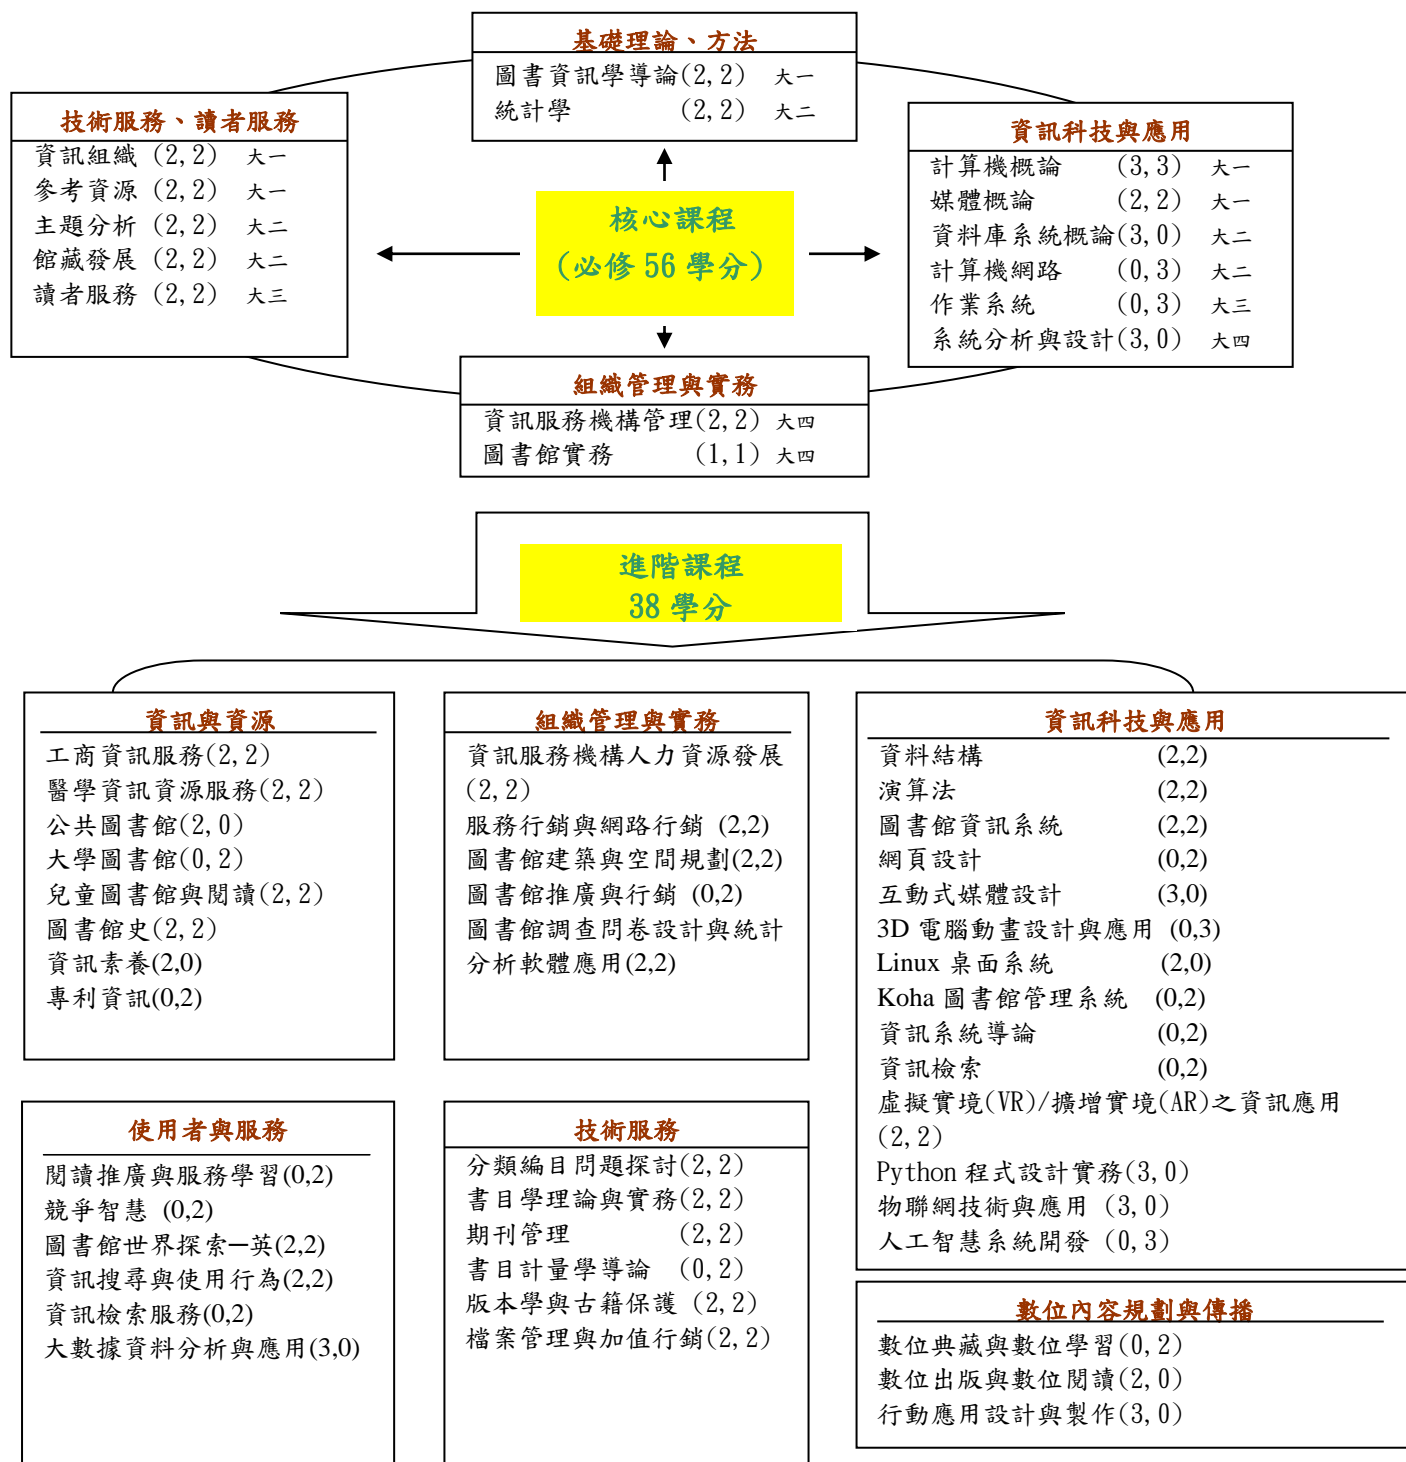 基礎理論、方法
圖書資訊學導論(2,2) 大一
統計學 (2,2) 大二
技術服務、讀者服務
資訊組織 (2,2) 大一
參考資源 (2,2) 大一
主題分析 (2,2) 大二
館藏發展 (2,2) 大二
讀者服務 (2,2) 大三
核心課程
(必修 56 學分)
資訊科技與應用
計算機概論 (3,3) 大一
媒體概論 (2,2) 大一
資料庫系統概論(3,0) 大二
計算機網路 (0,3) 大二
作業系統 (0,3) 大三
系統分析與設計(3,0) 大四
組織管理與實務
資訊服務機構管理(2,2) 大四
圖書館實務 (1,1) 大四
進階課程
38 學分
資訊與資源
工商資訊服務(2,2)
醫學資訊資源服務(2,2)
公共圖書館(2,0)
大學圖書館(0,2)
兒童圖書館與閱讀(2,2)
圖書館史(2,2)
資訊素養(2,0)
專利資訊(0,2)
組織管理與實務
資訊服務機構人力資源發展
(2,2)
服務行銷與網路行銷 (2,2)
圖書館建築與空間規劃(2,2)
圖書館推廣與行銷 (0,2)
圖書館調查問卷設計與統計
分析軟體應用(2,2)
資訊科技與應用
資料結構 (2,2)
演算法 (2,2)
圖書館資訊系統 (2,2)
網頁設計 (0,2)
互動式媒體設計 (3,0)
3D 電腦動畫設計與應用 (0,3)
Linux 桌面系統 (2,0)
Koha 圖書館管理系統 (0,2)
資訊系統導論 (0,2)
資訊檢索 (0,2)
虛擬實境(VR)/擴增實境(AR)之資訊應用
(2,2)
Python 程式設計實務(3,0)
物聯網技術與應用 (3,0)
人工智慧系統開發 (0,3)
使用者與服務
閱讀推廣與服務學習(0,2)
競爭智慧 (0,2)
圖書館世界探索─英(2,2)
資訊搜尋與使用行為(2,2)
資訊檢索服務(0,2)
大數據資料分析與應用(3,0)
技術服務
分類編目問題探討(2,2)
書目學理論與實務(2,2)
期刊管理 (2,2)
書目計量學導論 (0,2)
版本學與古籍保護 (2,2)
檔案管理與加值行銷(2,2)
數位內容規劃與傳播
數位典藏與數位學習(0,2)
數位出版與數位閱讀(2,0)
行動應用設計與製作(3,0)